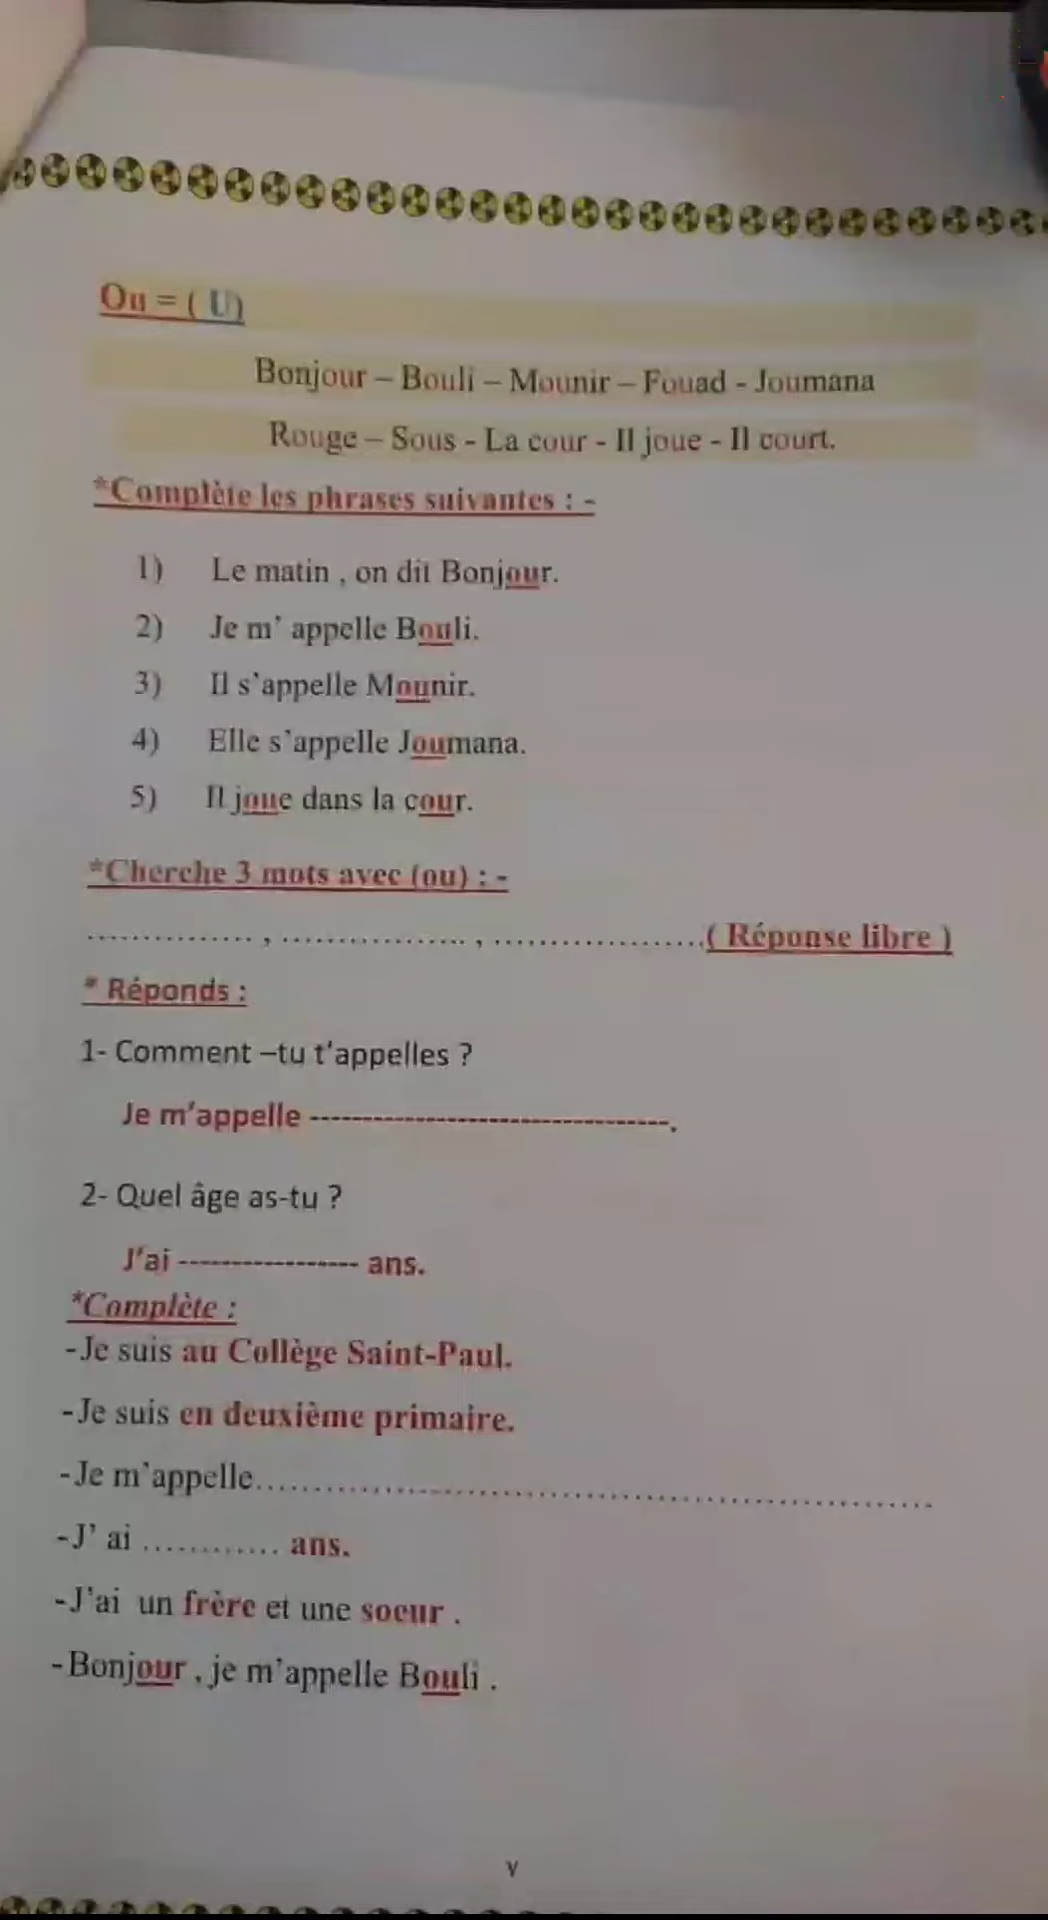 Ou = ( U)
Bonjour – Bouli – Mounir – Fouad - Joumana
Rouge – Sous - La cour - Il joue - Il court.
*Complète les phrases suivantes : -
1) Le matin , on dit Bonjour.
2) Je m’ appelle Bouli.
3) Il s’appelle Mounir.
4) Elle s’appelle Joumana.
5) Il joue dans la cour.
*Cherche 3 mots avec (ou) : -
................ , .................. , .....................( Réponse libre )
* Réponds :
1- Comment –tu t’appelles ?
Je m’appelle ----------------------------------.
2- Quel âge as-tu ?
J’ai ------------------ ans.
*Complète :
-Je suis au Collège Saint-Paul.
-Je suis en deuxième primaire.
-Je m’appelle..............................................................
-J’ ai ............. ans.
-J’ai un frère et une soeur .
-Bonjour , je m’appelle Bouli .
٧